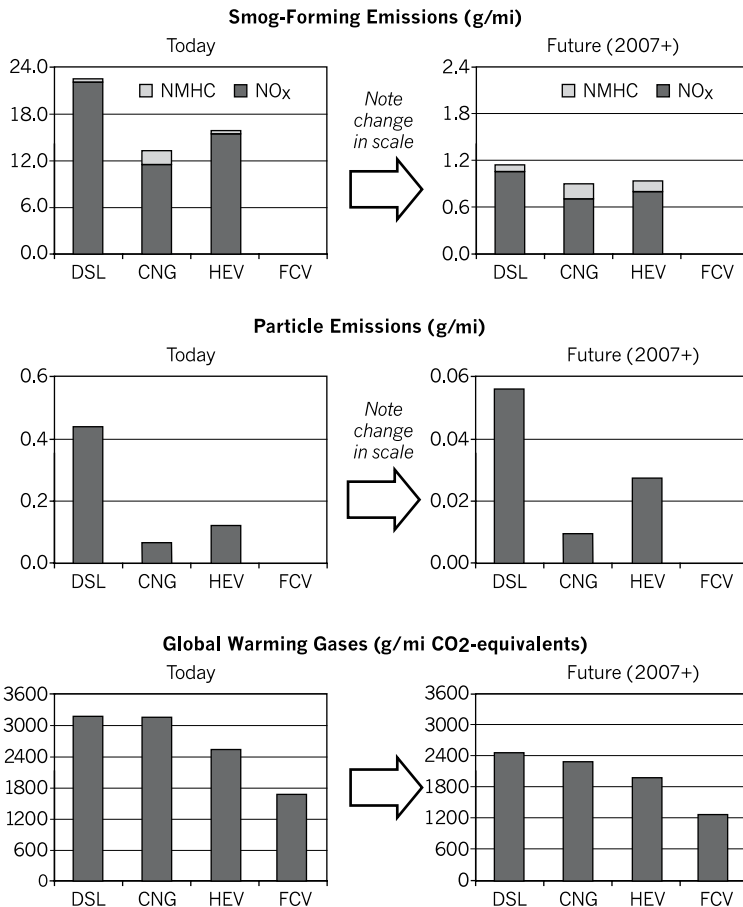 Smog-Forming Emissions (g/mi)
Today
24.0
18.0
12.0
6.0
0.0
NMHC NOx
DSL CNG HEV FCV
Note
change
in scale
Future (2007+)
2.4
1.8
1.2
0.6
0.0
NMHC NOx
DSL CNG HEV FCV
Particle Emissions (g/mi)
Today
0.6
0.4
0.2
0.0
DSL CNG HEV FCV
Note
change
in scale
Future (2007+)
0.06
0.04
0.02
0.00
DSL CNG HEV FCV
Global Warming Gases (g/mi CO2-equivalents)
Today
3600
3000
2400
1800
1200
600
0
DSL CNG HEV FCV
Future (2007+)
3600
3000
2400
1800
1200
600
0
DSL CNG HEV FCV